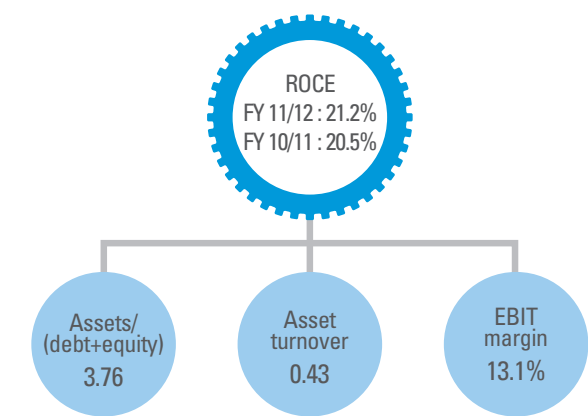 ROCE
FY 11/12 : 21.2%
FY 10/11 : 20.5%
Assets/
(debt+equity)
3.76
Asset
turnover
0.43
EBIT
margin
13.1%